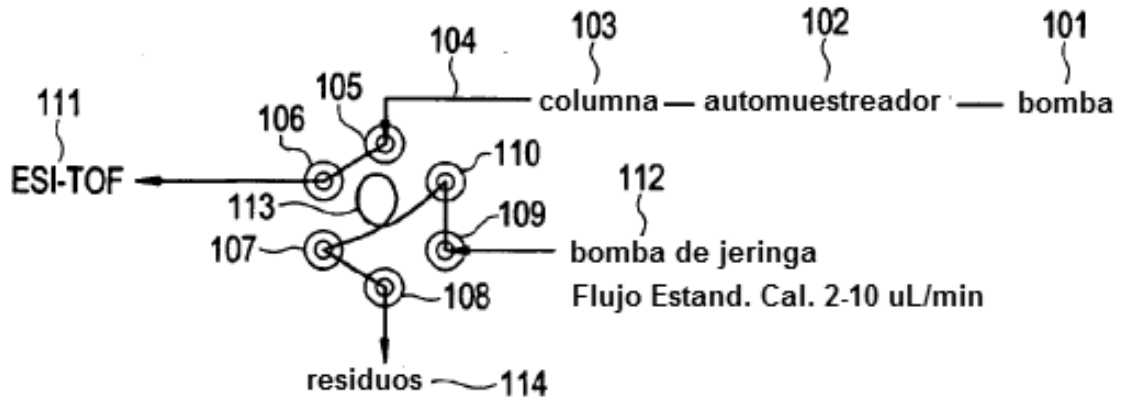 103 102 101
104
columna automuestreador bomba
105
111 106
ESI-TOF
110
112
113
109
107
bomba de jeringa
108
Flujo Estand. Cal. 2-10 uL/min
residuos 114